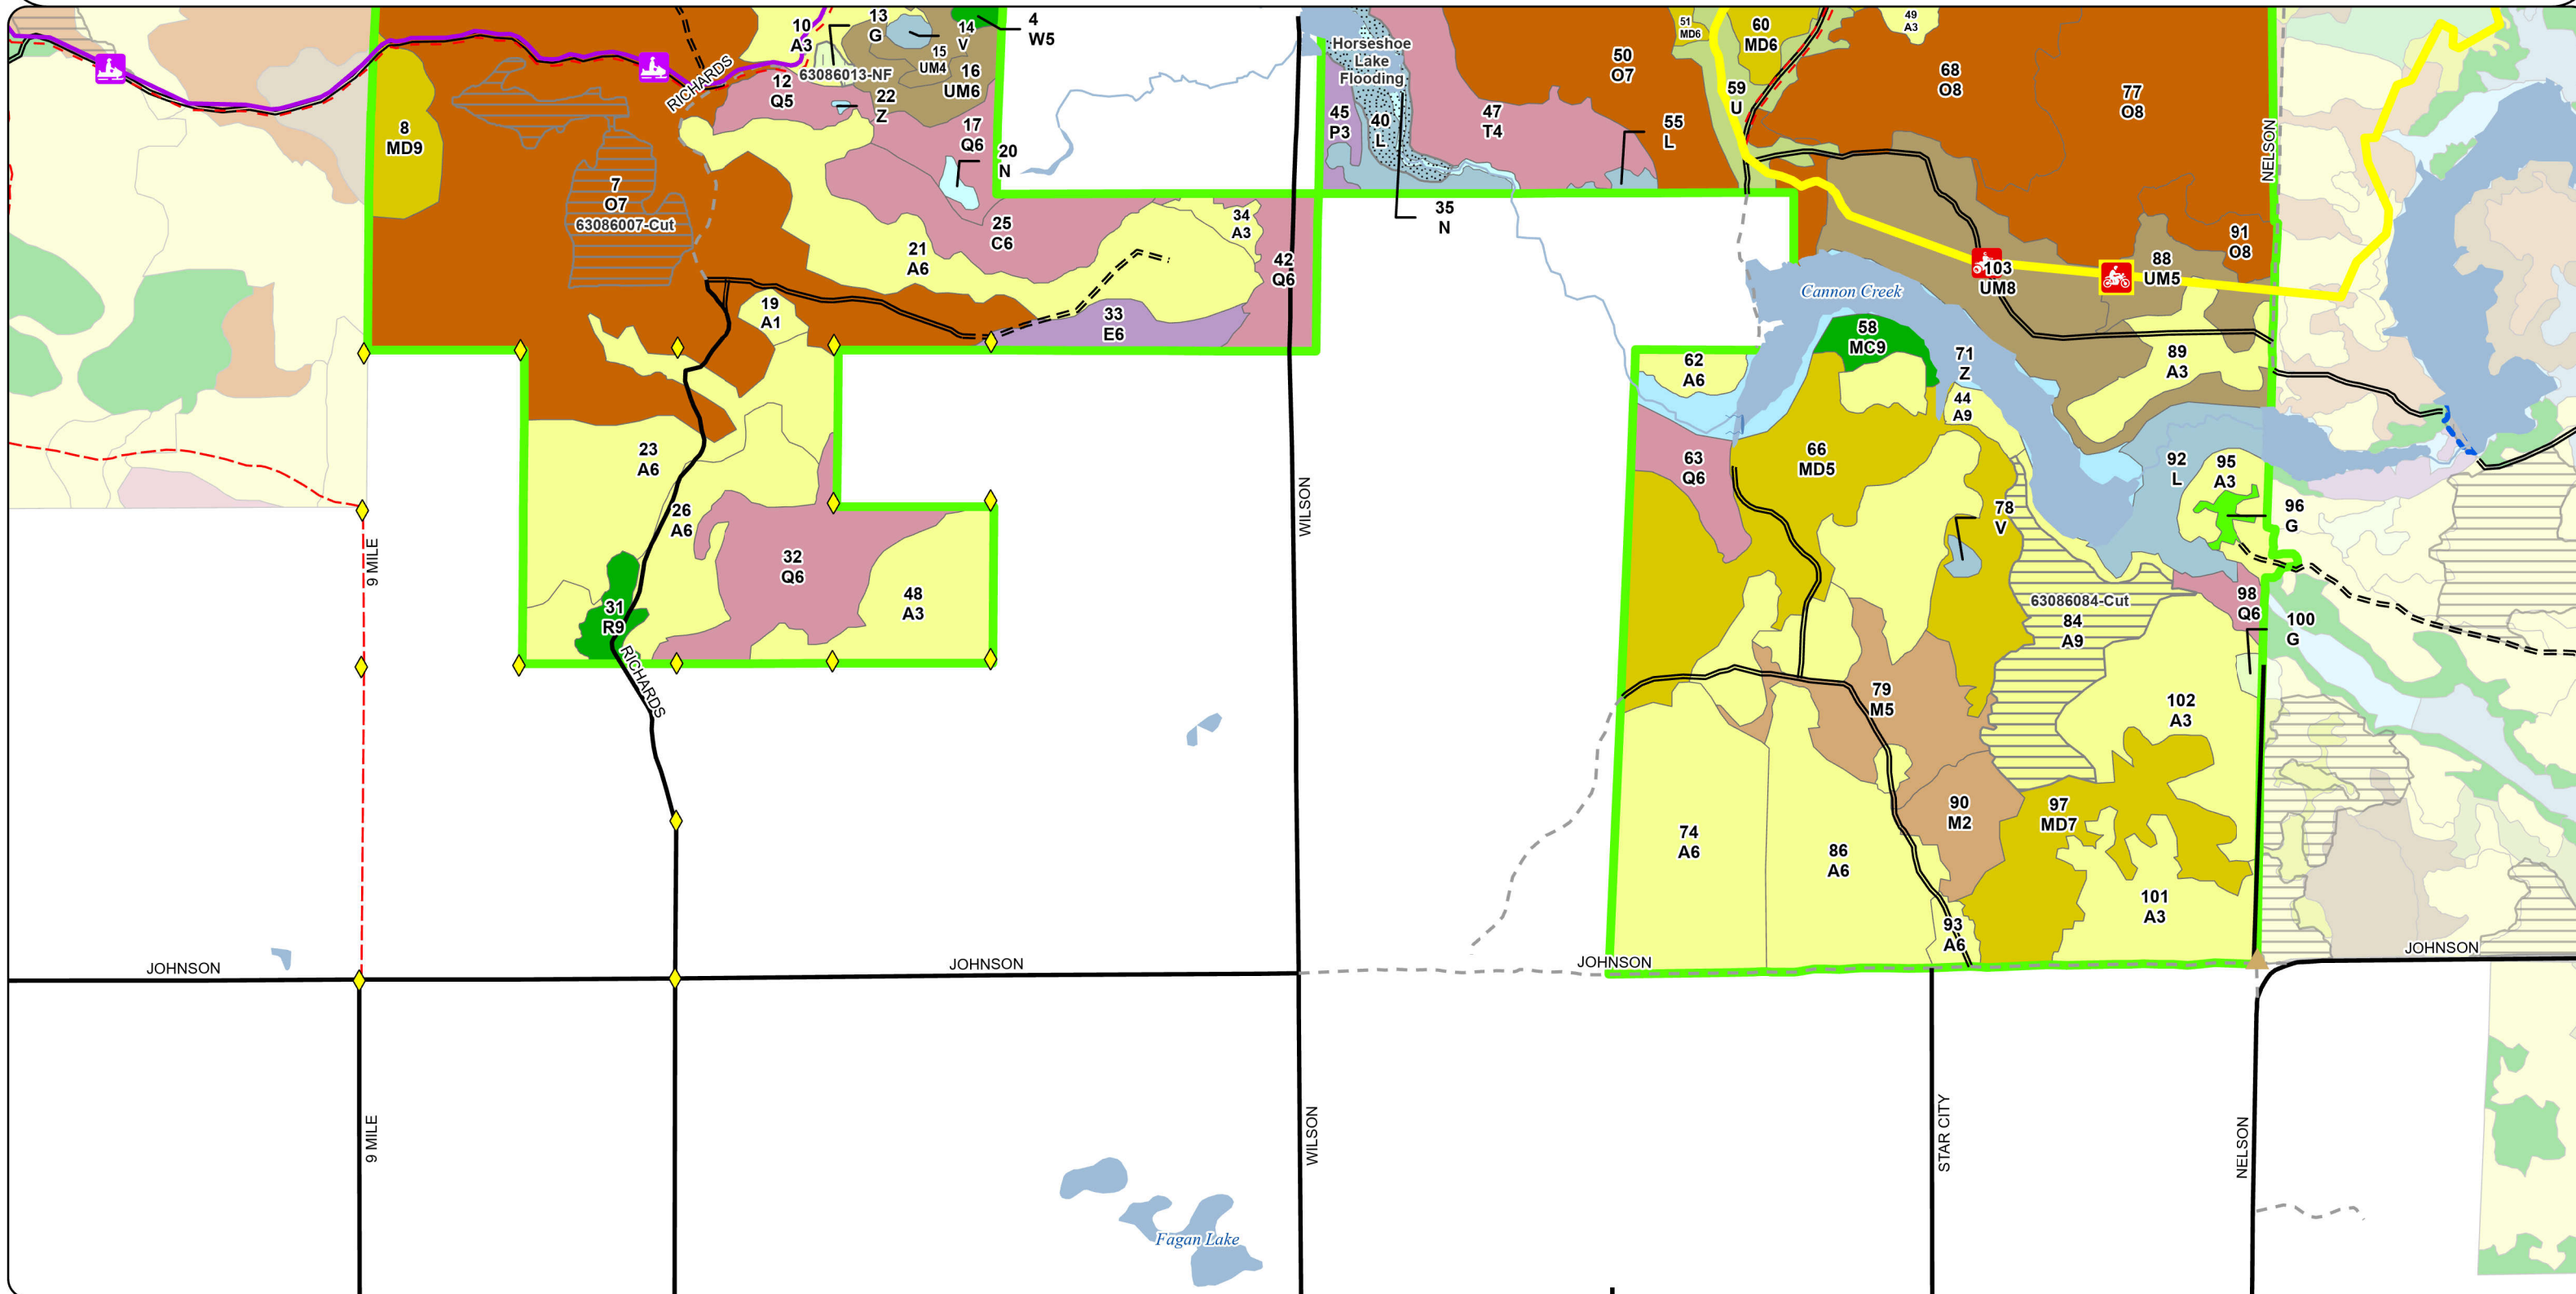 10
A3
13
G
14
V
4
W5
15
UM4
16
UM6
63086013-NF
RICHARDS
12
Q5
22
Z
17
Q6
20
N
8
MD9
7
O7
63086007-Cut
25
C6
21
A6
34
A3
42
Q6
19
A1
33
E6
Horseshoe
Lake
Flooding
45
P3
40
L
47
T4
50
O7
51
MD6
60
MD6
49
A3
55
L
59
U
68
O8
77
O8
NELSON
35
N
91
O8
88
UM5
103
UM8
Cannon Creek
58
MC9
71
Z
89
A3
62
A6
44
A9
23
A6
26
A6
63
Q6
66
MD5
92
L
95
A3
96
G
78
V
WILSON
9 MILE
32
Q6
48
A3
31
R9
RICHARDS
63086084-Cut
84
A9
98
Q6
100
G
79
M5
102
A3
90
M2
97
MD7
74
A6
86
A6
101
A3
93
A6
JOHNSON
JOHNSON
JOHNSON
JOHNSON
9 MILE
WILSON
STAR CITY
NELSON
Fagan Lake